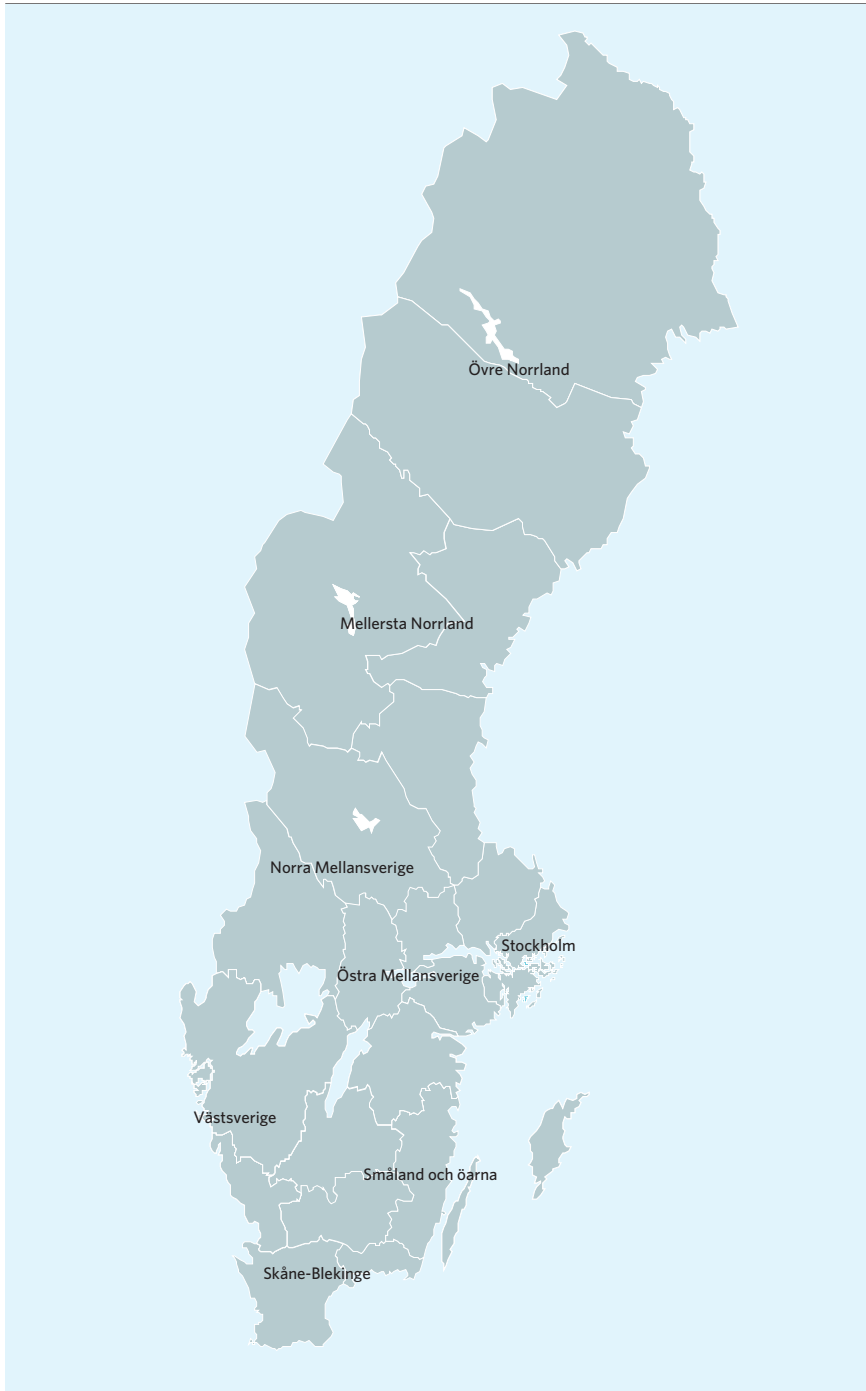 Övre Norrland
Mellersta Norrland
Norra Mellansverige
Stockholm
Östra Mellansverige
Västsverige
Småland och öarna
Skåne-Blekinge